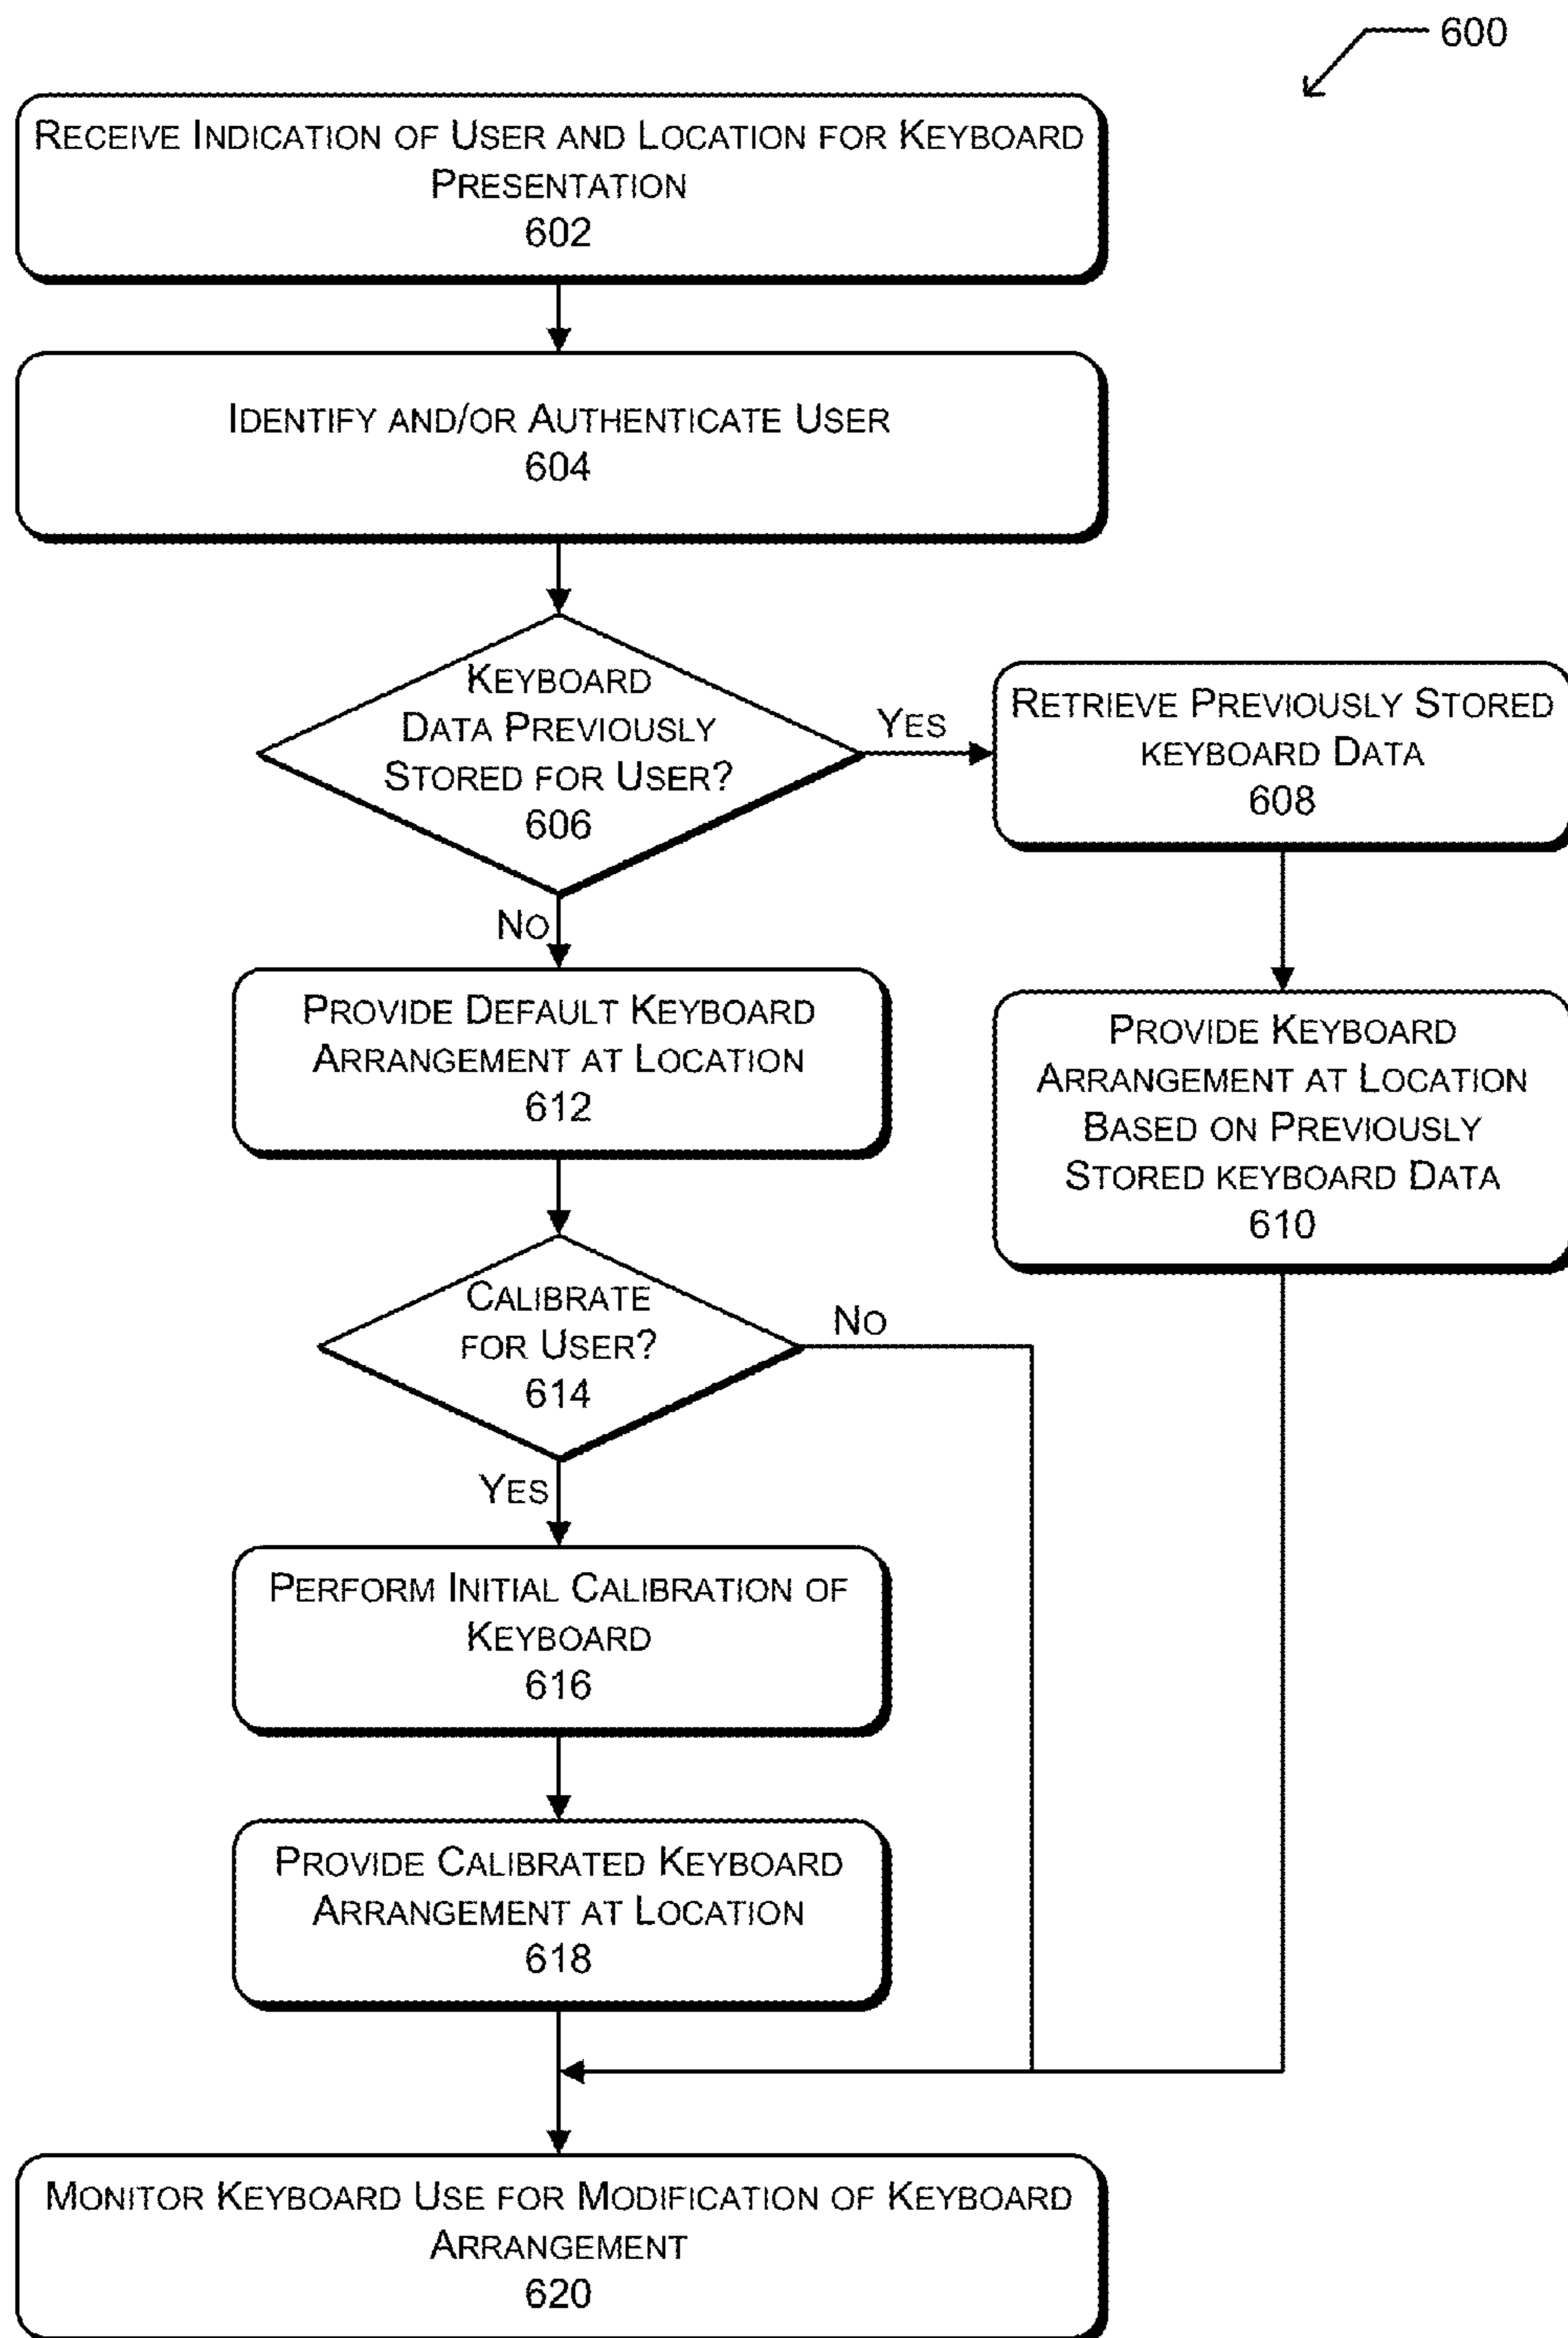 600
RECEIVE INDICATION OF USER AND LOCATION FOR KEYBOARD
PRESENTATION
602
IDENTIFY AND/OR AUTHENTICATE USER
604
KEYBOARD
DATA PREVIOUSLY
STORED FOR USER?
606
YES
RETRIEVE PREVIOUSLY STORED
KEYBOARD DATA
608
NO
PROVIDE DEFAULT KEYBOARD
ARRANGEMENT AT LOCATION
612
PROVIDE KEYBOARD
ARRANGEMENT AT LOCATION
BASED ON PREVIOUSLY
STORED KEYBOARD DATA
610
CALIBRATE
FOR USER?
614
NO
YES
PERFORM INITIAL CALIBRATION OF
KEYBOARD
616
PROVIDE CALIBRATED KEYBOARD
ARRANGEMENT AT LOCATION
618
MONITOR KEYBOARD USE FOR MODIFICATION OF KEYBOARD
ARRANGEMENT
620